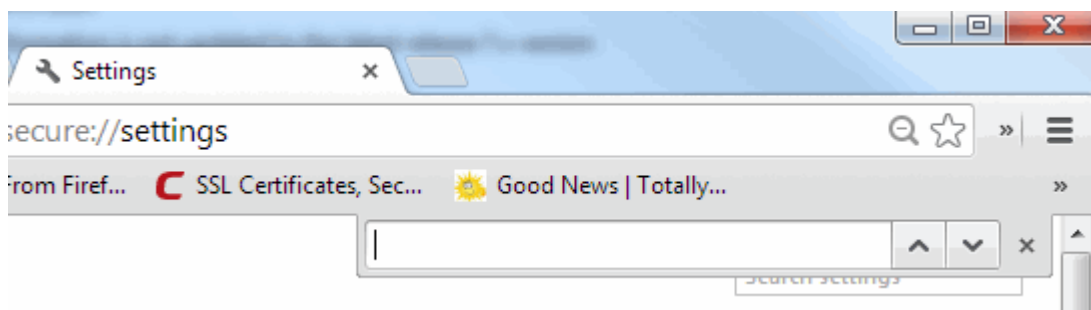 Settings
secure://settings
From Firef... SSL Certificates, Sec... Good News | Totally...
Search settings